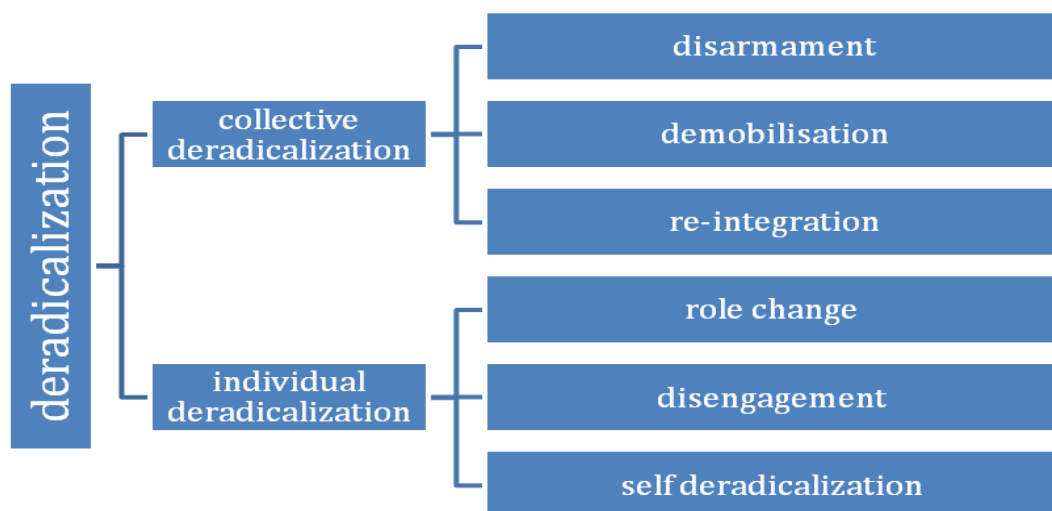 deradicalization
collective
deradicalization
disarmament
demobilisation
re-integration
individual
deradicalization
role change
disengagement
self deradicalization